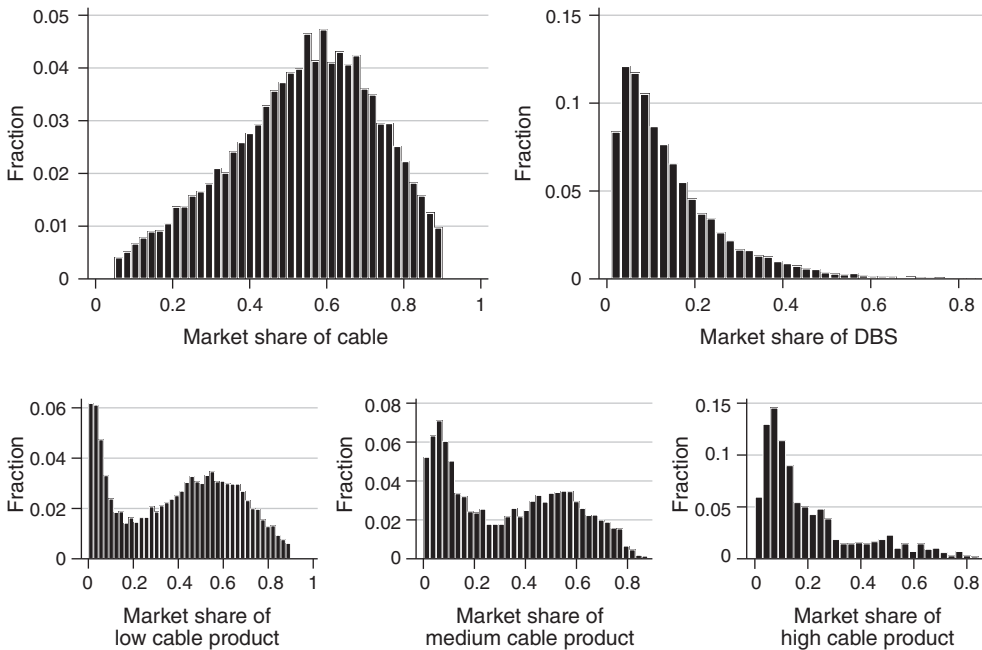 0.05
0.04
0.03
0.02
0.01
0
Fraction
0 0.2 0.4 0.6 0.8 1
Market share of cable
0.15
0.1
0.05
0
Fraction
0 0.2 0.4 0.6 0.8
Market share of DBS
0.06
0.04
0.02
0
Fraction
0 0.2 0.4 0.6 0.8 1
Market share of
low cable product
0.08
0.06
0.04
0.02
0
Fraction
0 0.2 0.4 0.6 0.8
Market share of
medium cable product
0.15
0.1
0.05
0
Fraction
0 0.2 0.4 0.6 0.8
Market share of
high cable product